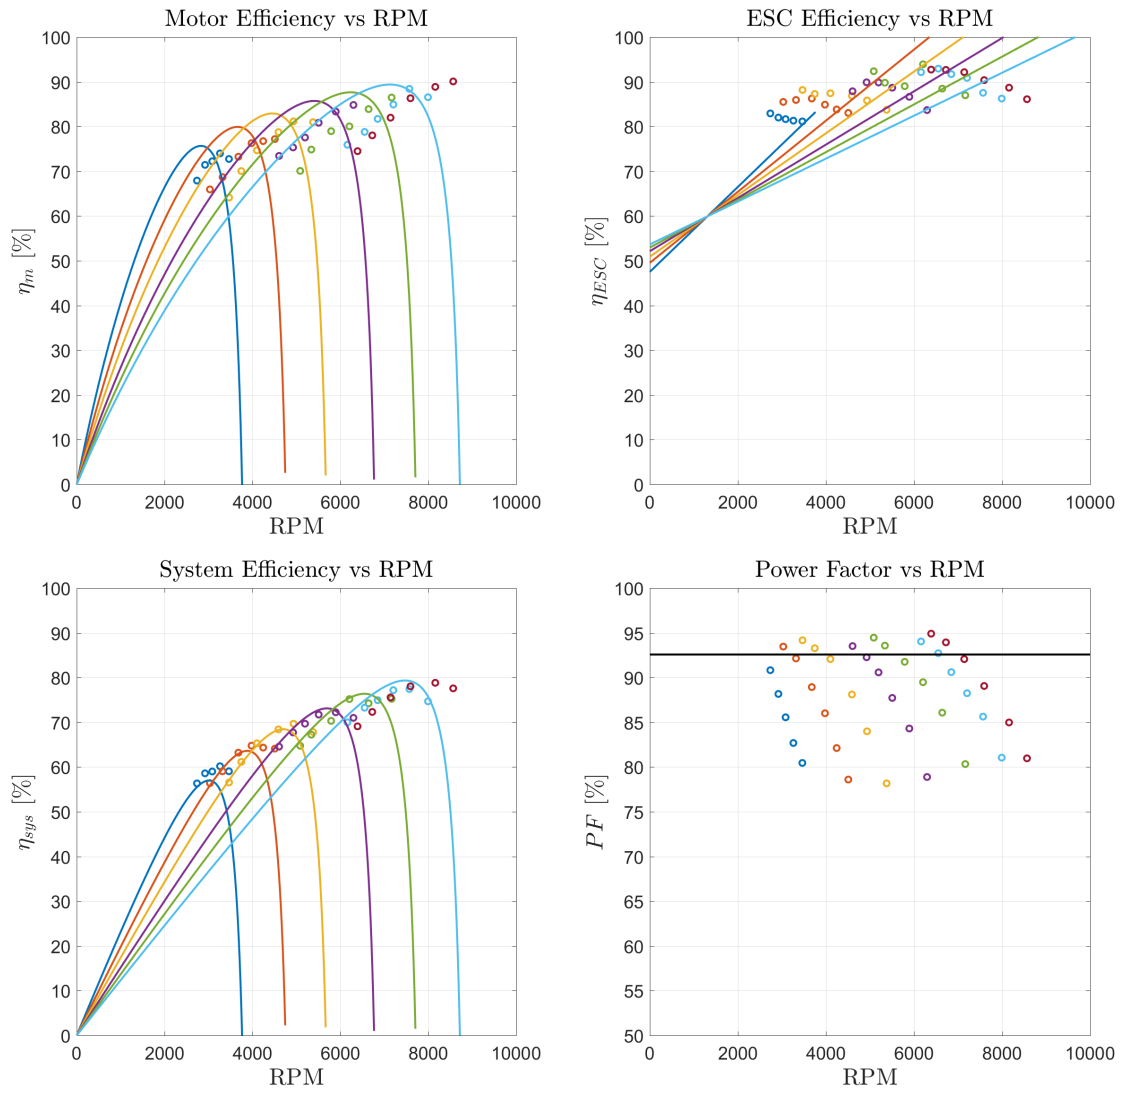 Motor Efficiency vs RPM
100
90
80
70
60
50
40
30
20
10
0
η_m [%]
0 2000 4000 6000 8000 10000
RPM
ESC Efficiency vs RPM
100
90
80
70
60
50
40
30
20
10
0
η_ESC [%]
0 2000 4000 6000 8000 10000
RPM
System Efficiency vs RPM
100
90
80
70
60
50
40
30
20
10
0
η_sys [%]
0 2000 4000 6000 8000 10000
RPM
Power Factor vs RPM
100
95
90
85
80
75
70
65
60
55
50
PF [%]
0 2000 4000 6000 8000 10000
RPM